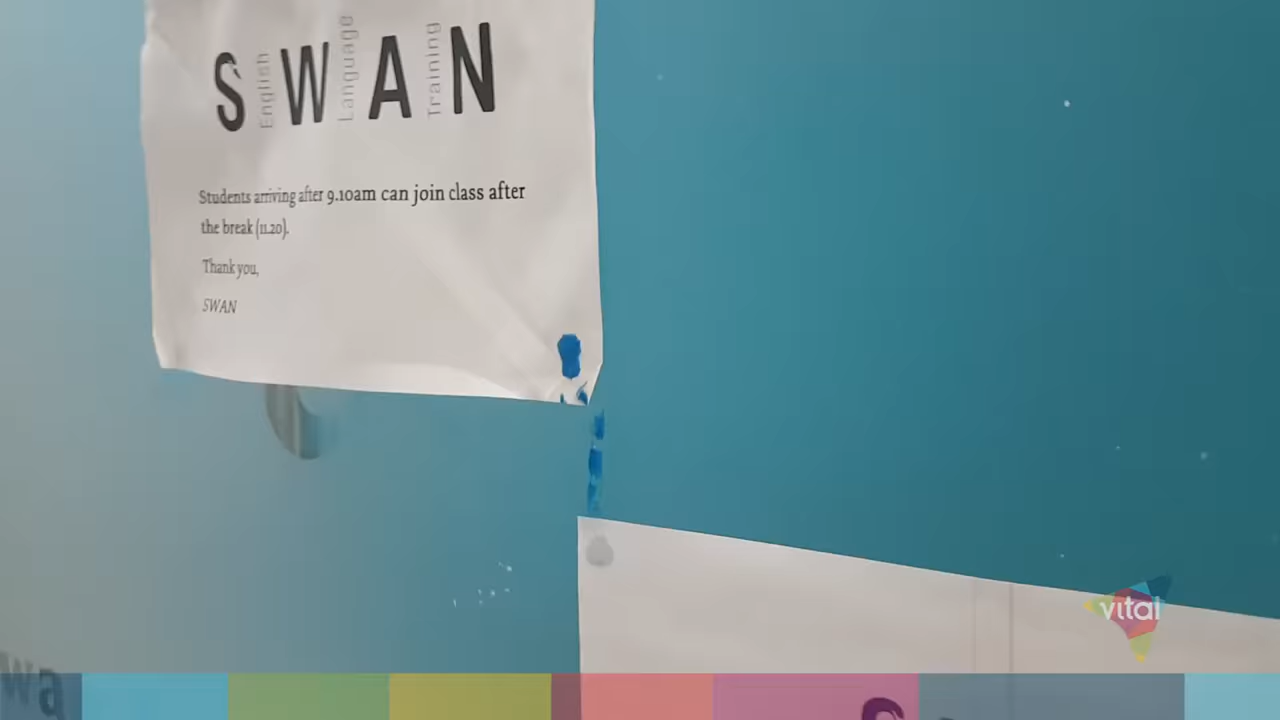 SWAN
English Language Training
Students arriving after 9.10am can join class after
the break (11.20).
Thank you,
SWAN
vital
wa